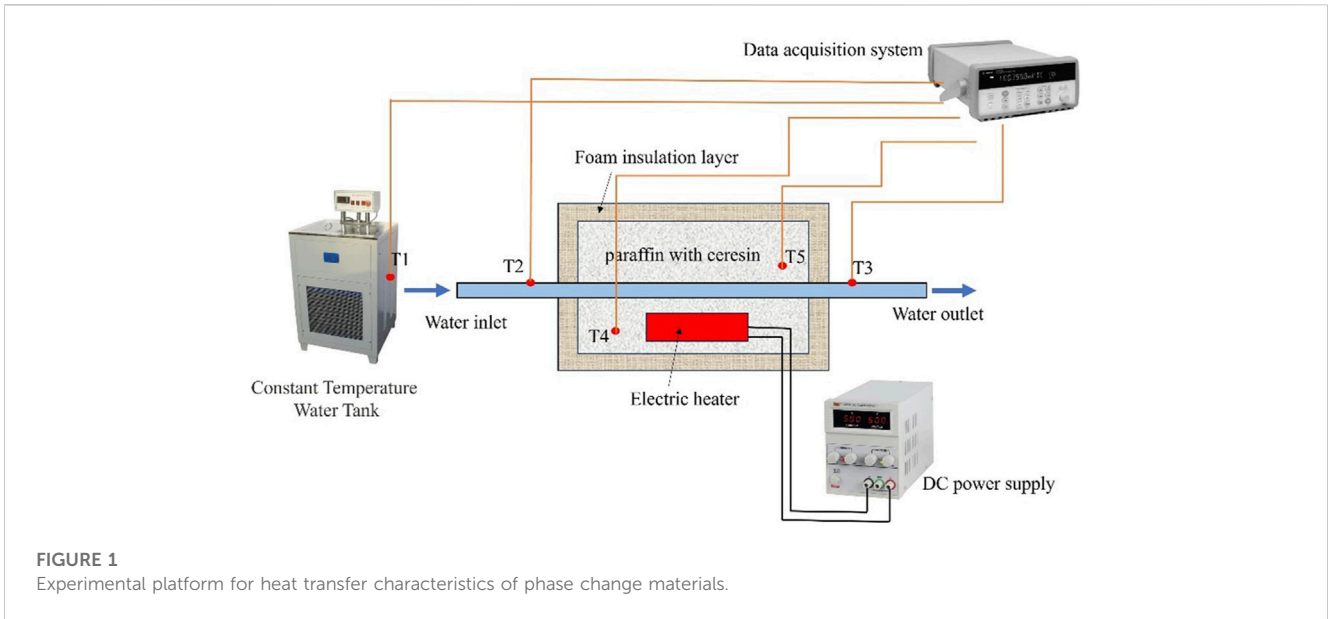 Data acquisition system
Foam insulation layer
T1
T2
paraffin with ceresin
T5
T3
Water inlet
Water outlet
T4
Constant Temperature
Water Tank
Electric heater
DC power supply
FIGURE 1
Experimental platform for heat transfer characteristics of phase change materials.